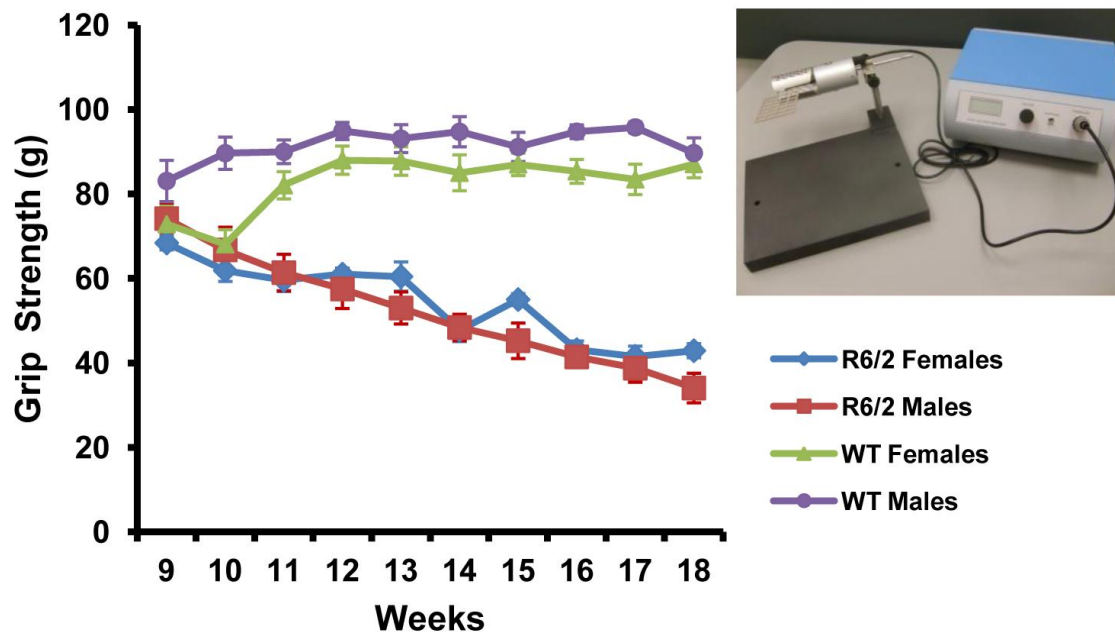 120
100
80
60
40
20
0
Grip Strength (g)
9 10 11 12 13 14 15 16 17 18
Weeks
R6/2 Females
R6/2 Males
WT Females
WT Males